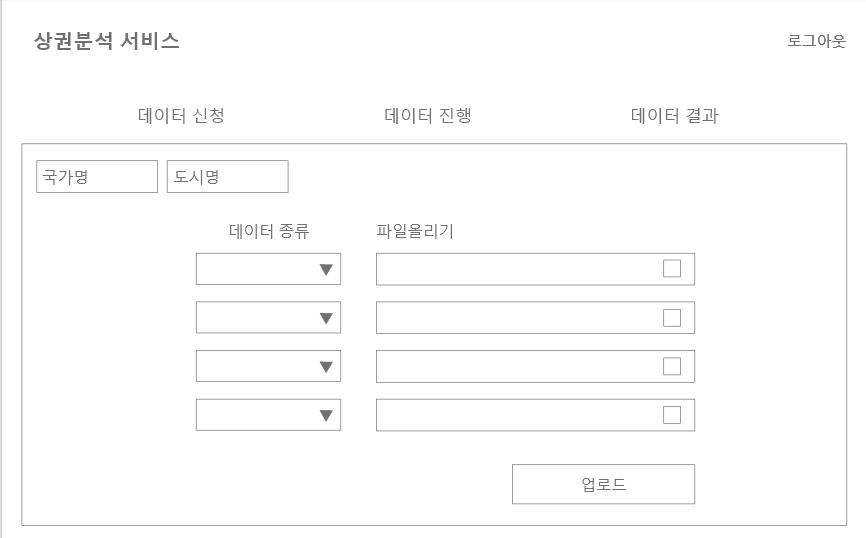 상권분석 서비스
로그아웃
데이터 신청
데이터 진행
데이터 결과
국가명
도시명
데이터 종류
파일올리기
업로드